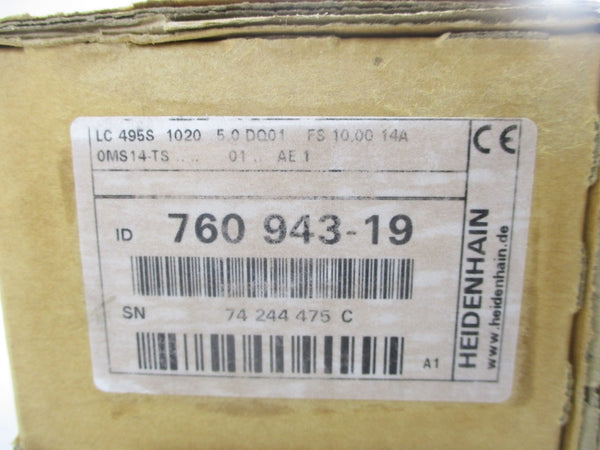 LC 495S 1020 5.0 DQ01 FS 10.00 14A
0MS14-TS .. .. 01 .. AE 1
CE
ID 760 943-19
SN 74 244 475 C
A1
HEIDENHAIN
www.heidenhain.de